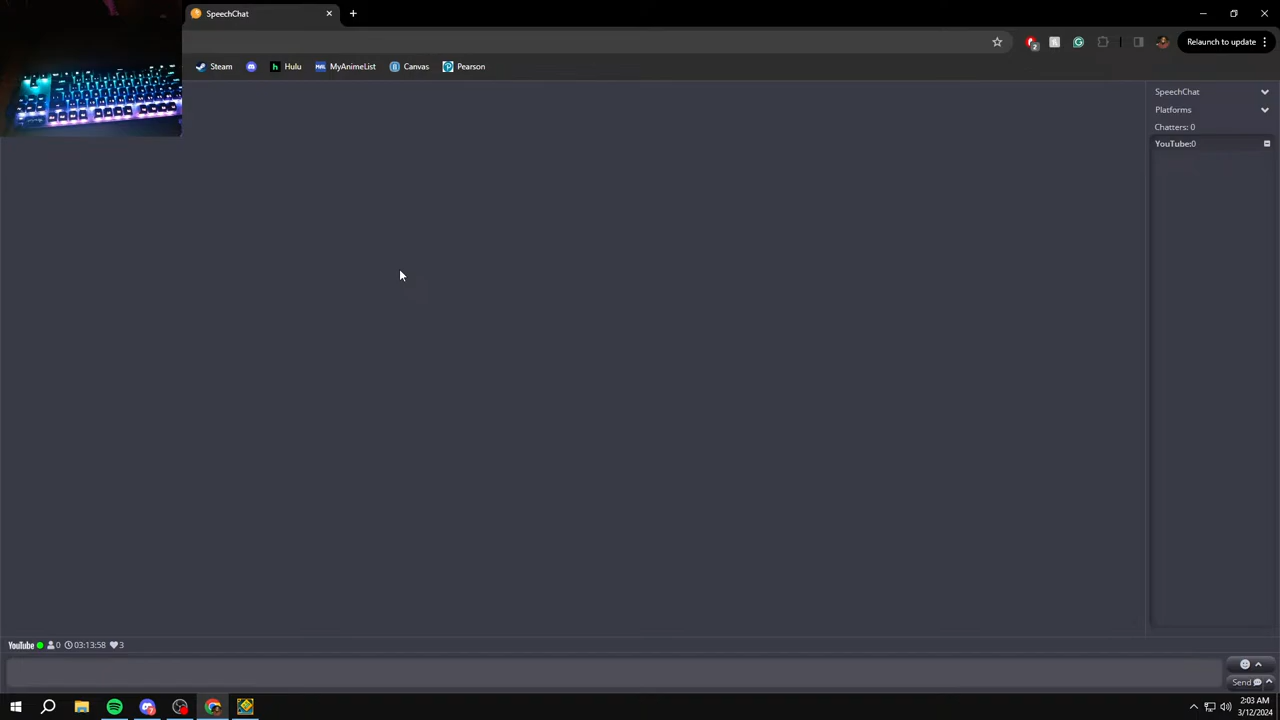 SpeechChat
Relaunch to update
Steam
h Hulu
MAL MyAnimeList
Canvas
P Pearson
SpeechChat
Platforms
Chatters: 0
YouTube:0
YouTube 0 03:13:58 3
Send
2:03 AM
3/12/2024